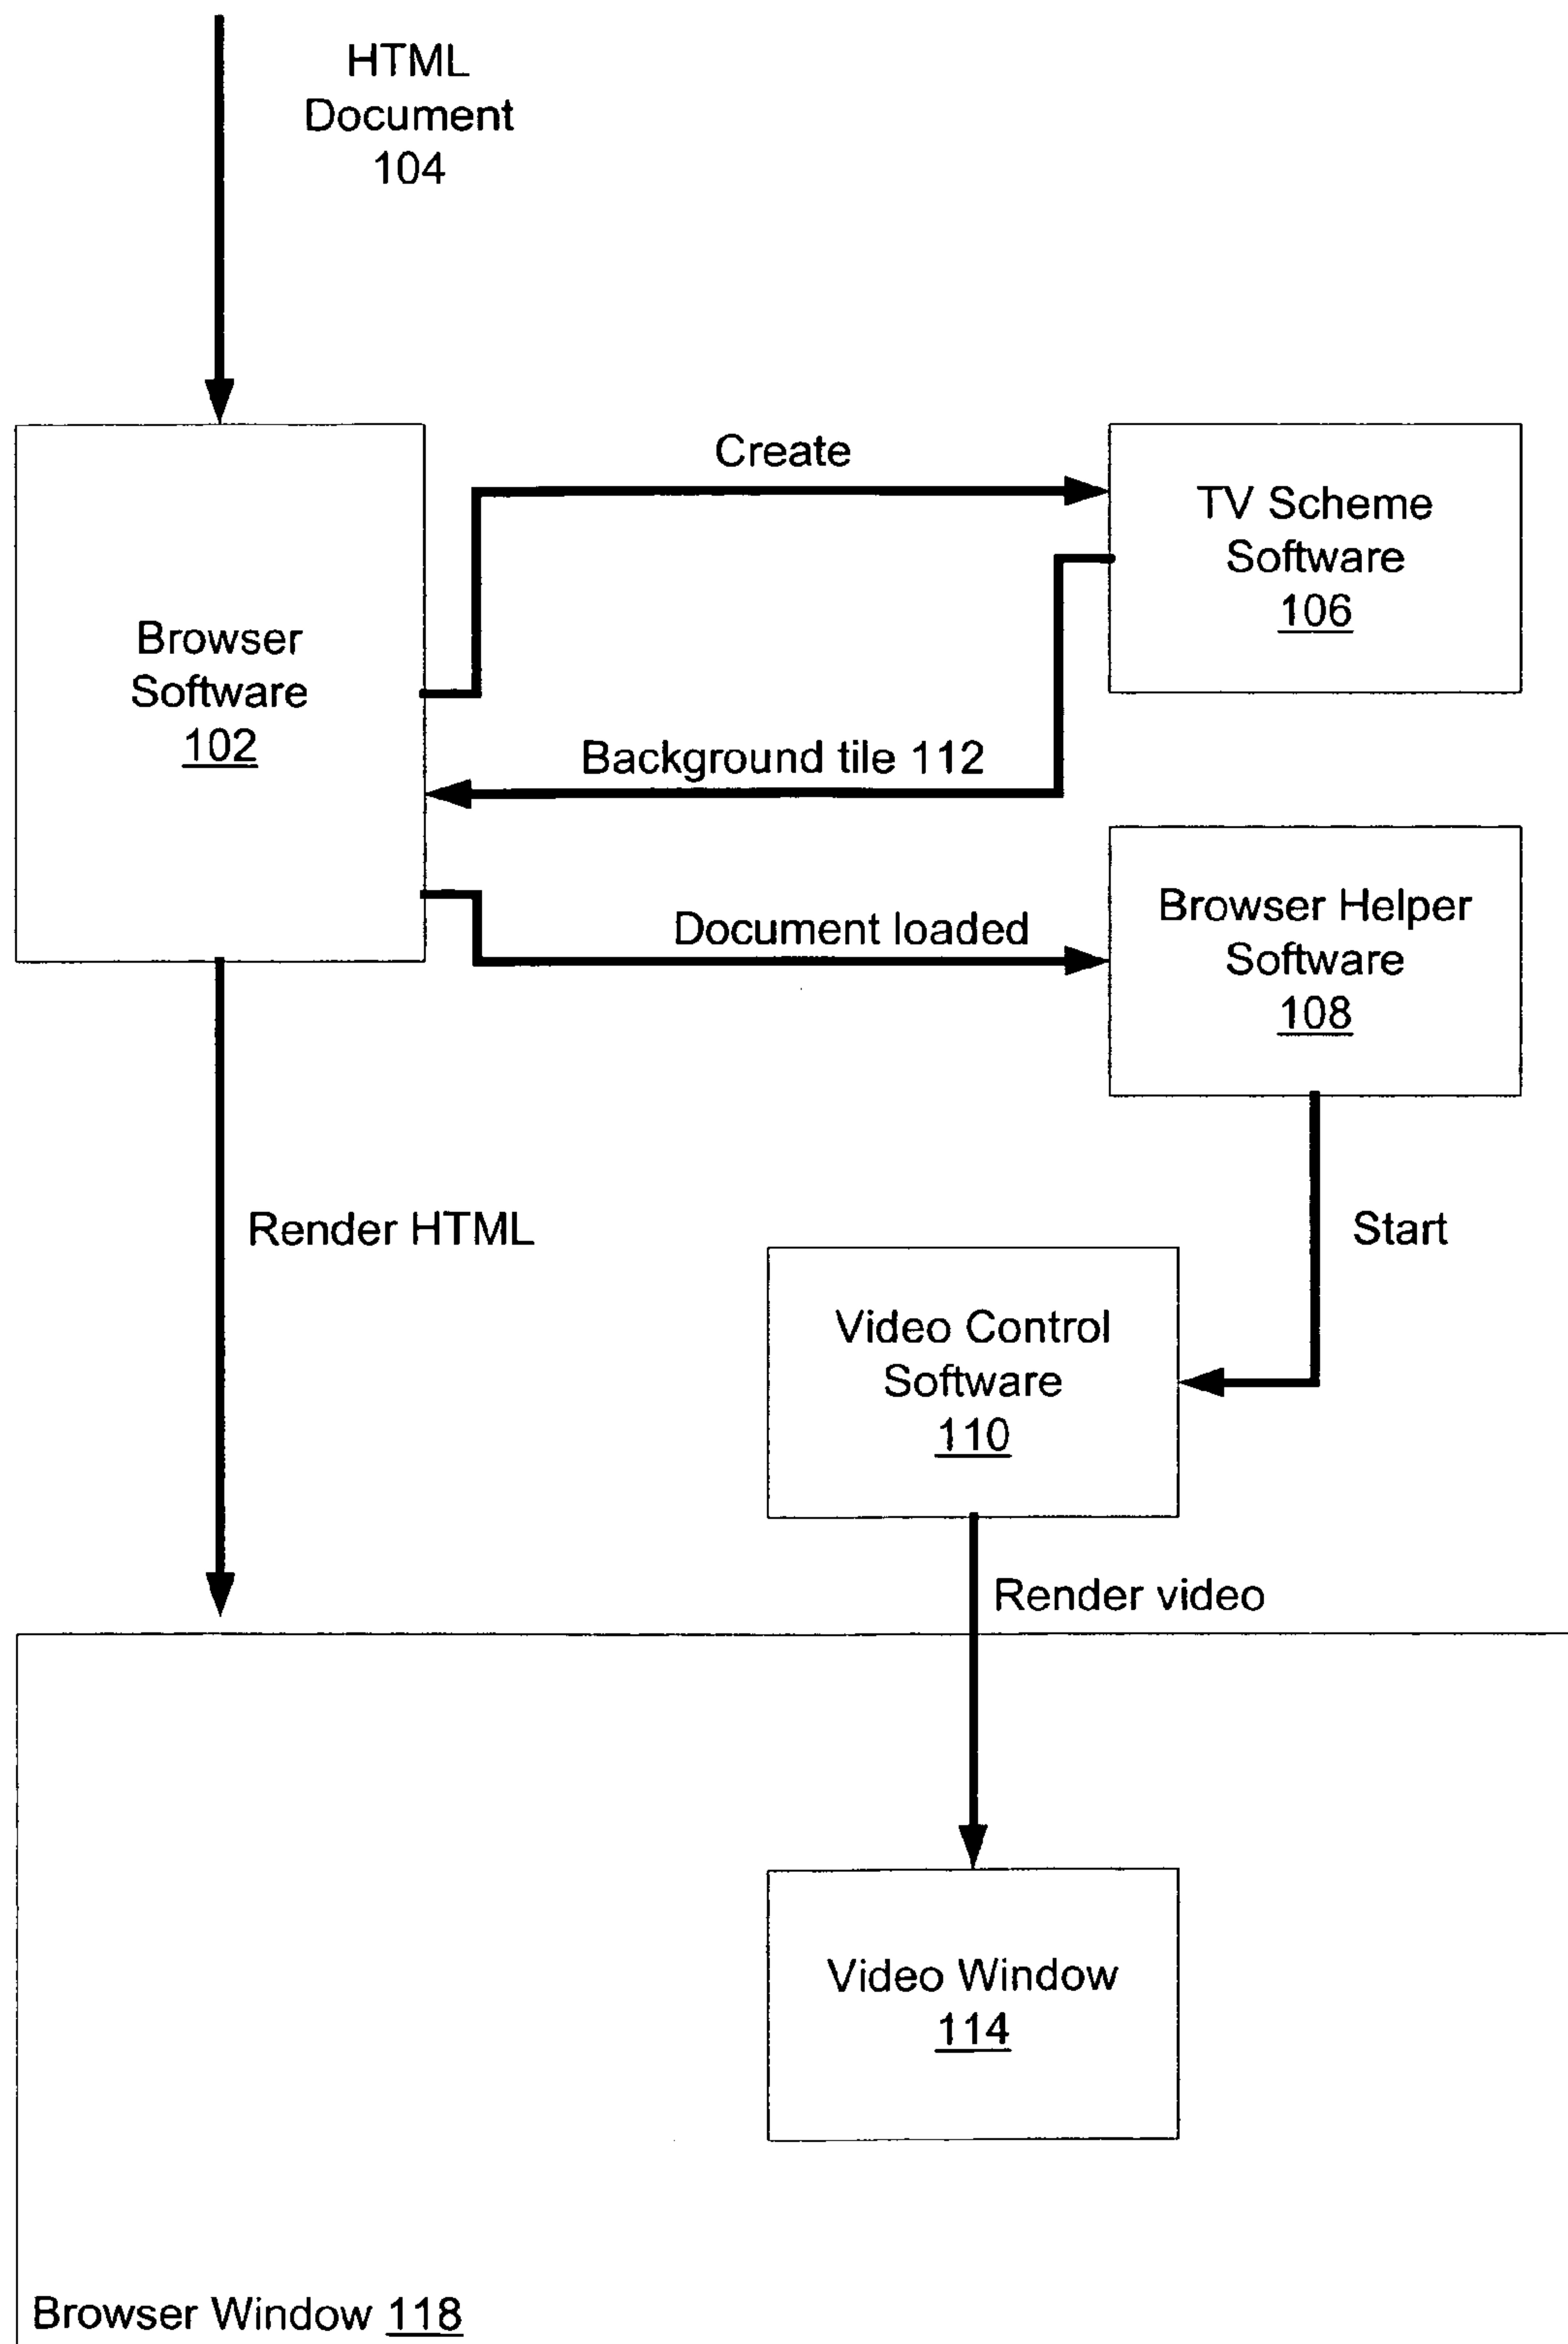 HTML
Document
104
Create
TV Scheme
Software
106
Browser
Software
102
Background tile 112
Document loaded
Browser Helper
Software
108
Render HTML
Start
Video Control
Software
110
Render video
Video Window
114
Browser Window 118